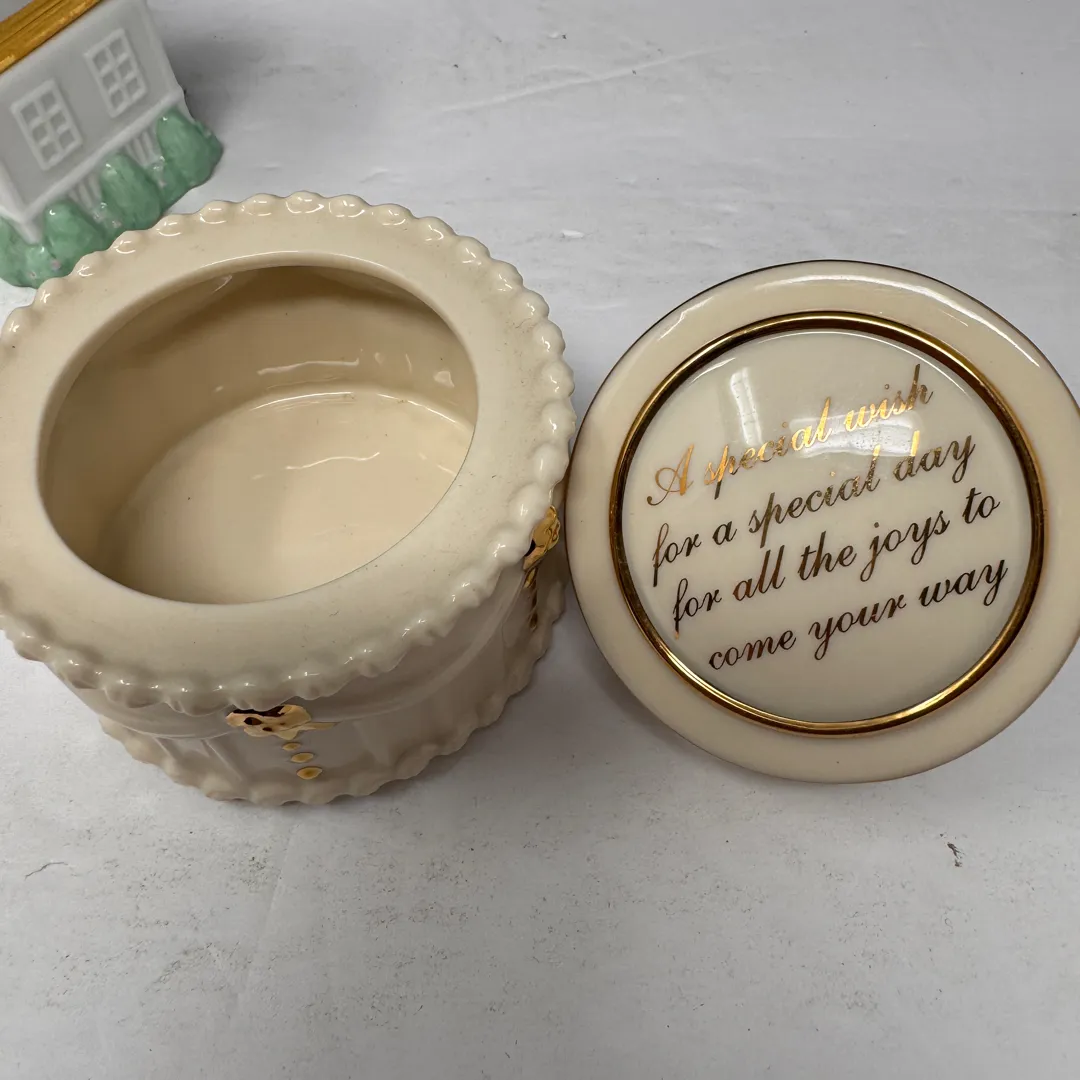 A special wish
for a special day
for all the joys to
come your way